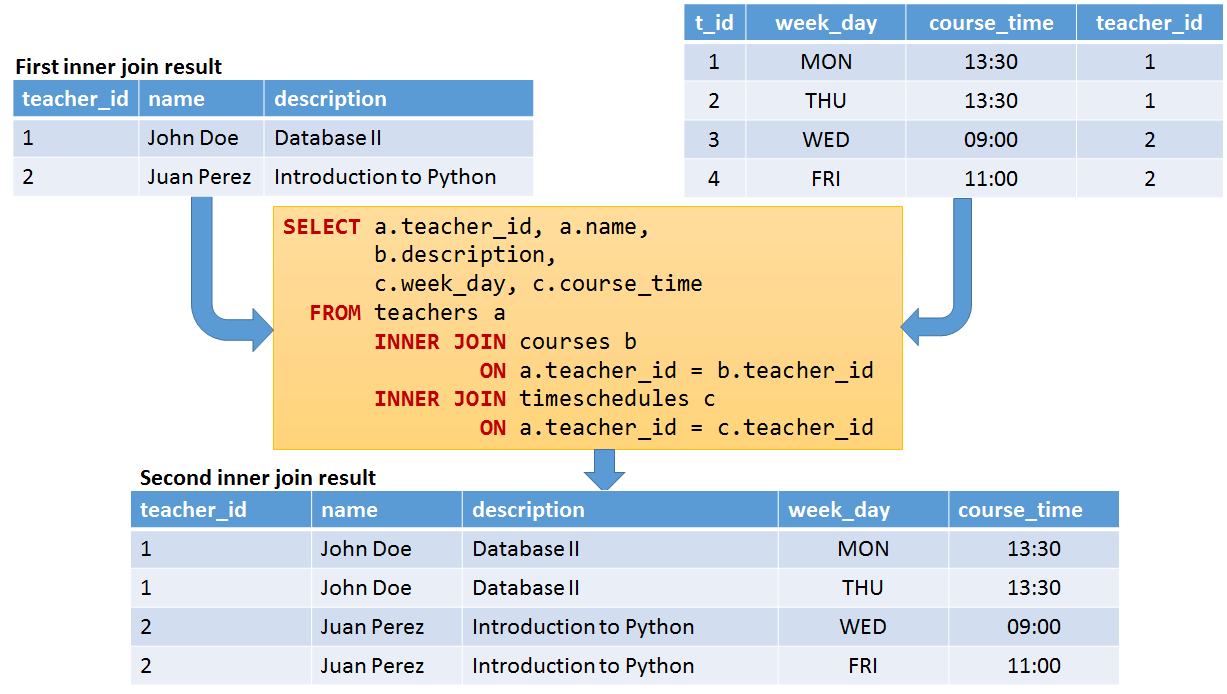 First inner join result
teacher_id name description
1 John Doe Database II
2 Juan Perez Introduction to Python
t_id week_day course_time teacher_id
1 MON 13:30 1
2 THU 13:30 1
3 WED 09:00 2
4 FRI 11:00 2
SELECT a.teacher_id, a.name,
b.description,
c.week_day, c.course_time
FROM teachers a
INNER JOIN courses b
ON a.teacher_id = b.teacher_id
INNER JOIN timeschedules c
ON a.teacher_id = c.teacher_id
Second inner join result
teacher_id name description week_day course_time
1 John Doe Database II MON 13:30
1 John Doe Database II THU 13:30
2 Juan Perez Introduction to Python WED 09:00
2 Juan Perez Introduction to Python FRI 11:00